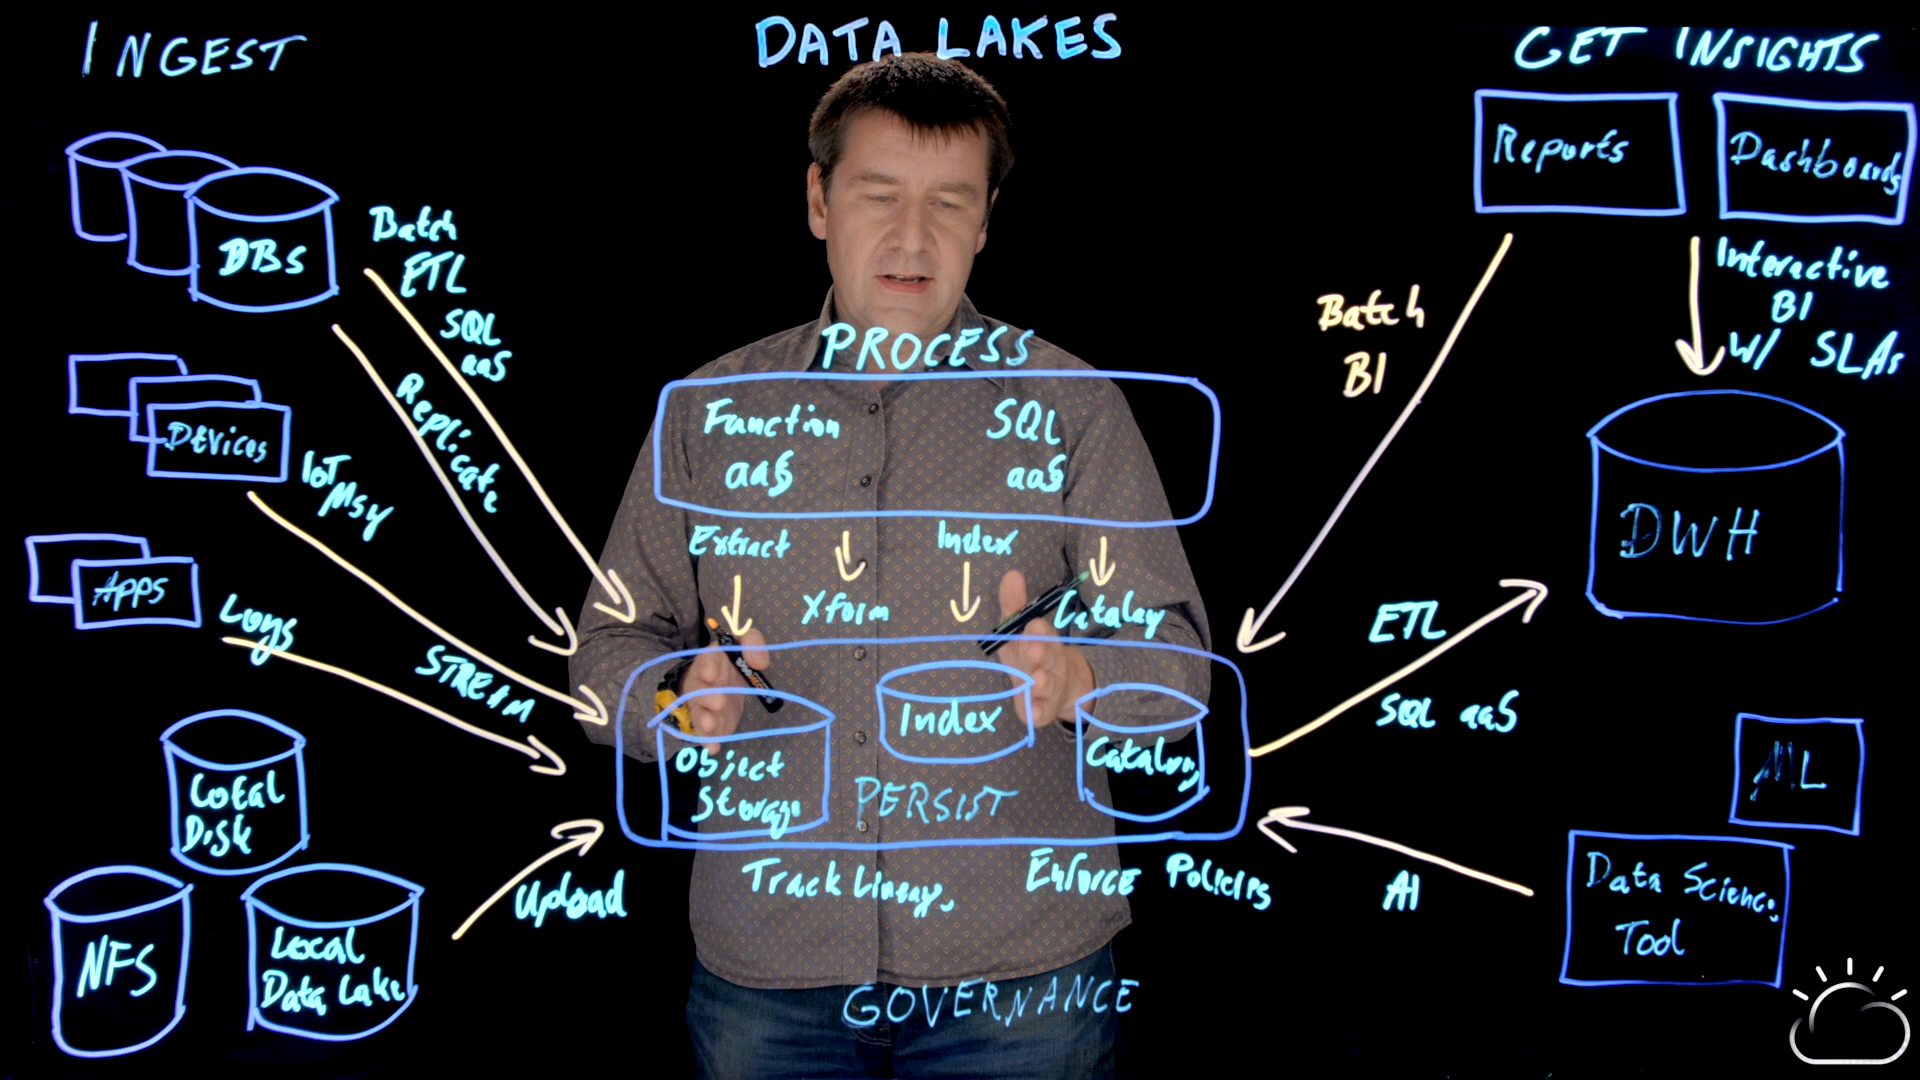 INGEST
DATA LAKES
GET INSIGHTS
DBs
Batch
ETL
SQL
aaS
Replicate
Devices
IoT
Msg
Apps
Logs
STREAM
Local
Disk
NFS
Local
Data Lake
Upload
PROCESS
Function
aaS
SQL
aaS
Extract
Xform
Index
Catalog
Object
Storage
Index
Catalog
PERSIST
Track Lineage
Enforce Policies
GOVERNANCE
Reports
Dashboards
Batch
BI
Interactive
BI
W/ SLAs
DWH
ETL
SQL aaS
ML
AI
Data Science
Tool